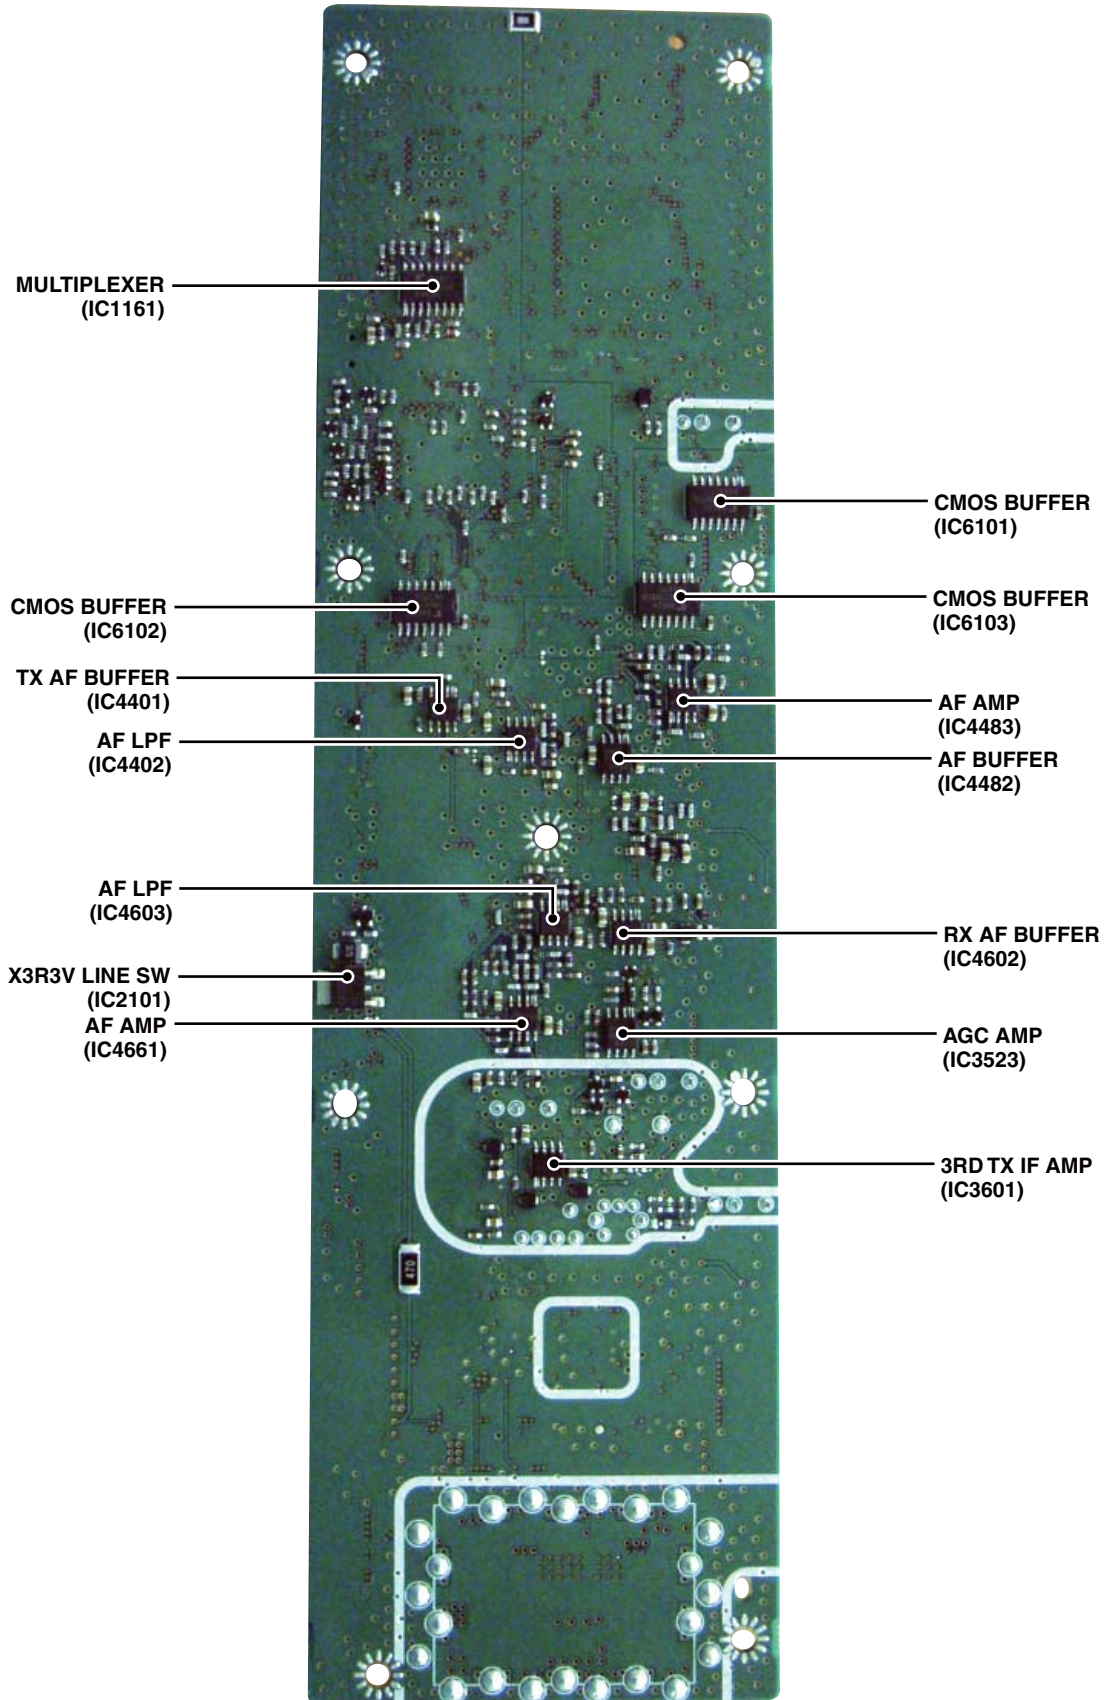 MULTIPLEXER
(IC1161)
CMOS BUFFER
(IC6101)
CMOS BUFFER
(IC6102)
CMOS BUFFER
(IC6103)
TX AF BUFFER
(IC4401)
AF AMP
(IC4483)
AF LPF
(IC4402)
AF BUFFER
(IC4482)
AF LPF
(IC4603)
RX AF BUFFER
(IC4602)
X3R3V LINE SW
(IC2101)
AF AMP
(IC4661)
AGC AMP
(IC3523)
3RD TX IF AMP
(IC3601)
470